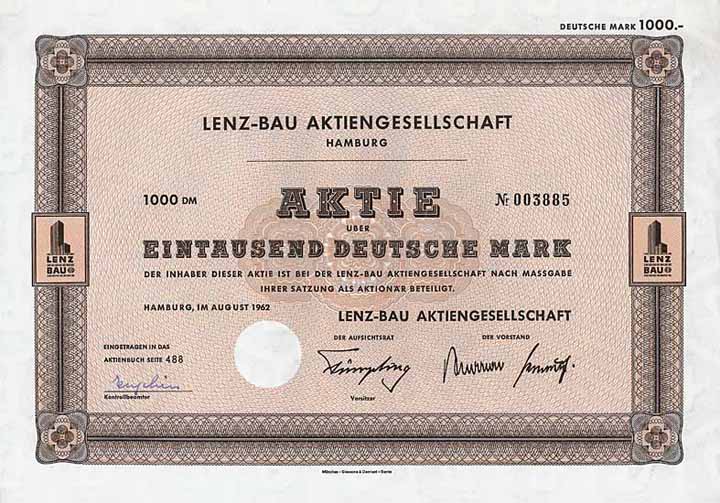 DEUTSCHE MARK 1000.-
LENZ-BAU AKTIENGESELLSCHAFT
HAMBURG
1000 DM
AKTIE
Nr 003885
ÜBER
EINTAUSEND DEUTSCHE MARK
LENZ
BAU
LENZ
BAU
DER INHABER DIESER AKTIE IST BEI DER LENZ-BAU AKTIENGESELLSCHAFT NACH MASSGABE
IHRER SATZUNG ALS AKTIONÄR BETEILIGT.
HAMBURG, IM AUGUST 1962
LENZ-BAU AKTIENGESELLSCHAFT
DER AUFSICHTSRAT
DER VORSTAND
EINGETRAGEN IN DAS
AKTIENBUCH SEITE 488
Kontrollbeamter
Vorsitzer